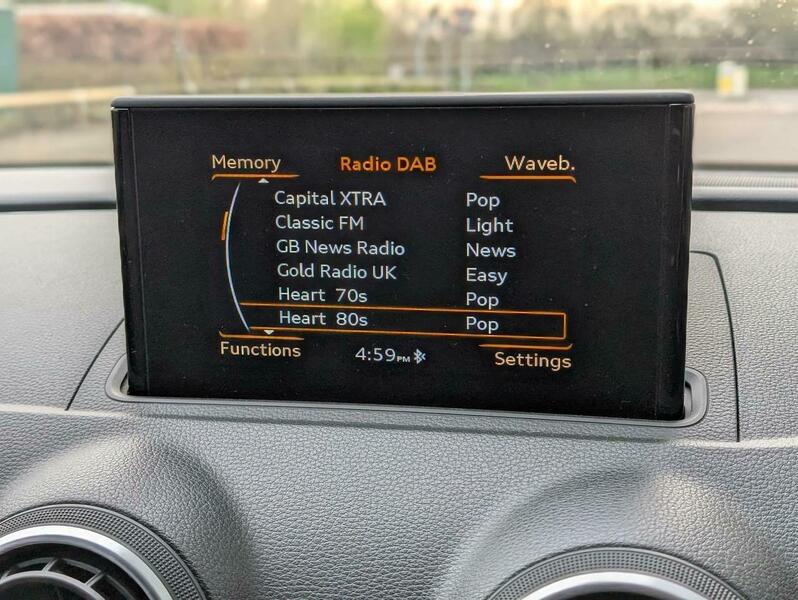 Memory Radio DAB Waveb.
Capital XTRA Pop
Classic FM Light
GB News Radio News
Gold Radio UK Easy
Heart 70s Pop
Heart 80s Pop
Functions 4:59PM Settings